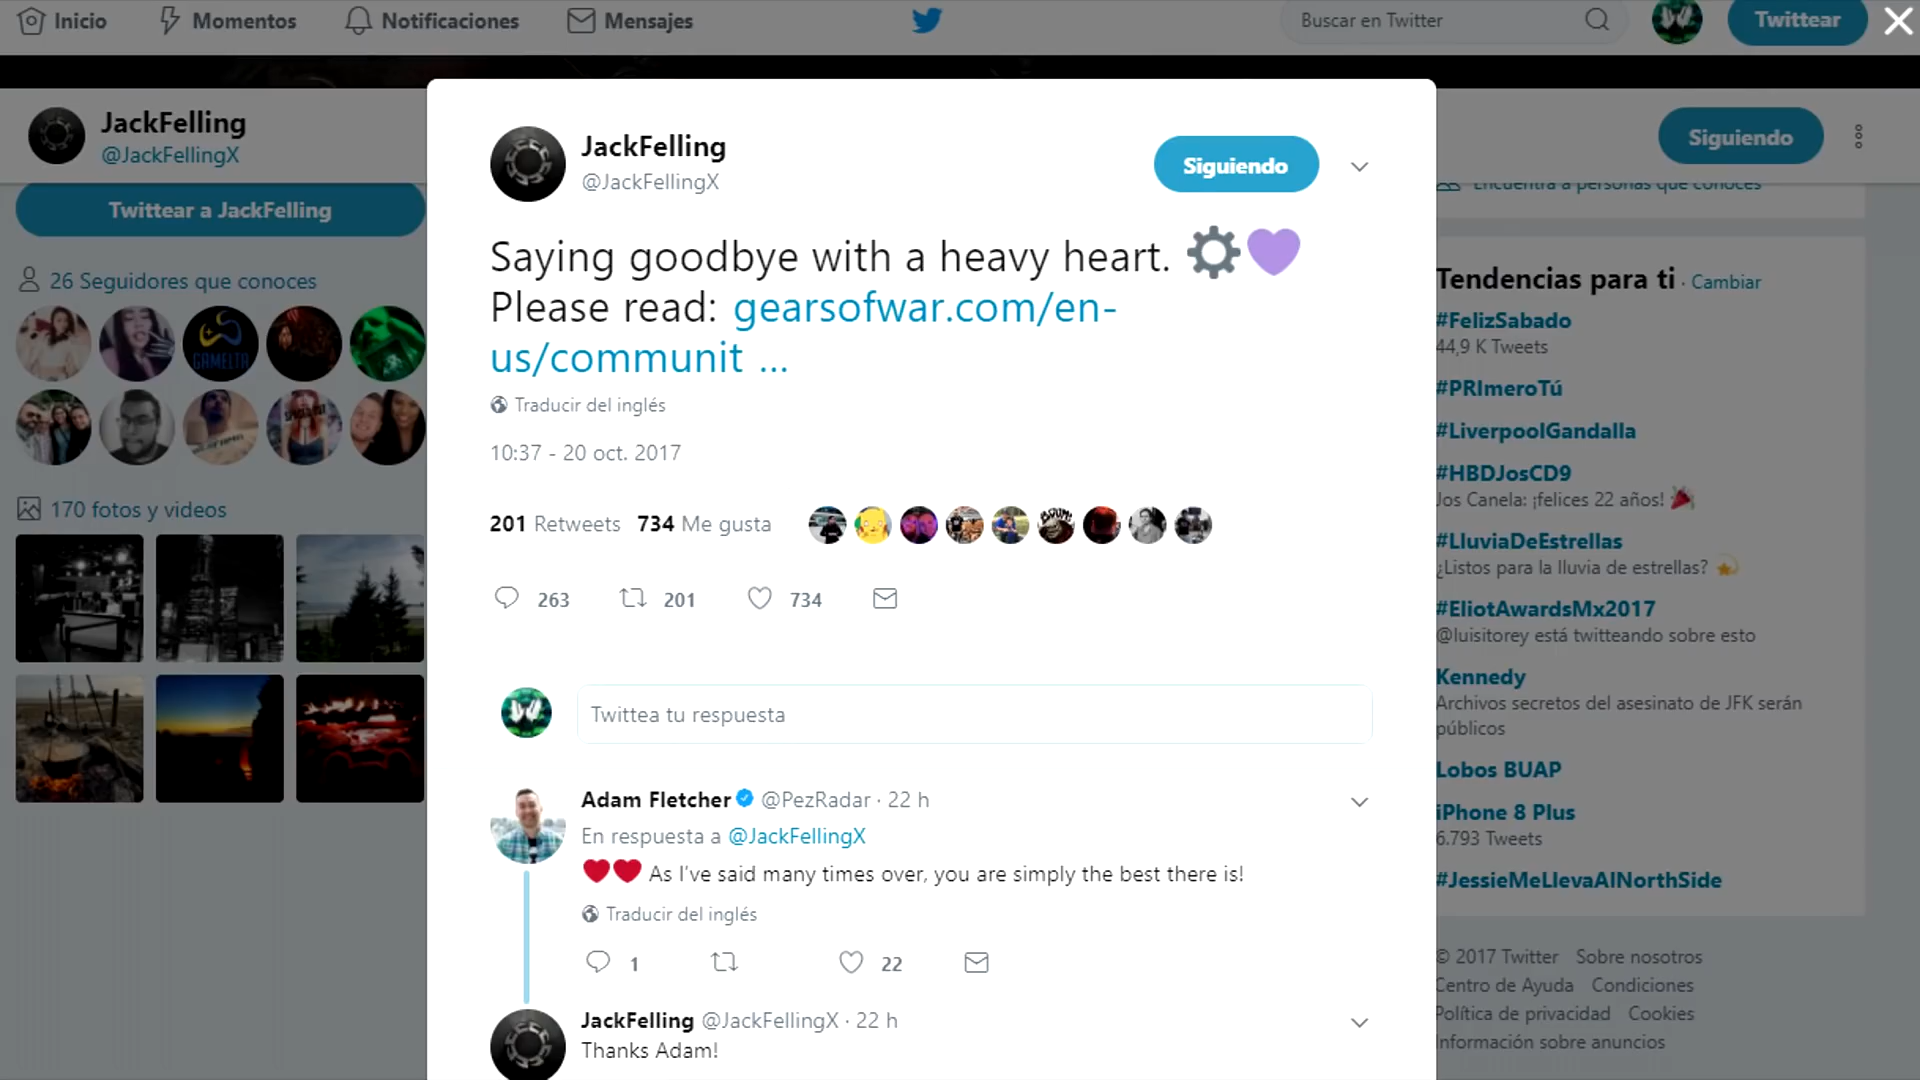 Inicio
Momentos
Notificaciones
Mensajes
Buscar en Twitter
Twittear
JackFelling
@JackFellingX
Siguiendo
Twittear a JackFelling
26 Seguidores que conoces
GAMELTA
170 fotos y videos
JackFelling
@JackFellingX
Siguiendo
Saying goodbye with a heavy heart.
Please read: gearsofwar.com/en-
us/communit ...
Traducir del inglés
10:37 - 20 oct. 2017
201 Retweets 734 Me gusta
263 201 734
Twittea tu respuesta
Adam Fletcher @PezRadar · 22 h
En respuesta a @JackFellingX
As I've said many times over, you are simply the best there is!
Traducir del inglés
1 22
JackFelling @JackFellingX · 22 h
Thanks Adam!
Encuentra a personas que conoces
Tendencias para ti · Cambiar
#FelizSabado
44,9 K Tweets
#PRImeroTú
#LiverpoolGandalla
#HBDJosCD9
Jos Canela: ¡felices 22 años!
#LluviaDeEstrellas
¿Listos para la lluvia de estrellas?
#EliotAwardsMx2017
@luisitorey está twitteando sobre esto
Kennedy
Archivos secretos del asesinato de JFK serán
públicos
Lobos BUAP
iPhone 8 Plus
6.793 Tweets
#JessieMeLlevaAlNorthSide
© 2017 Twitter Sobre nosotros
Centro de Ayuda Condiciones
Política de privacidad Cookies
Información sobre anuncios